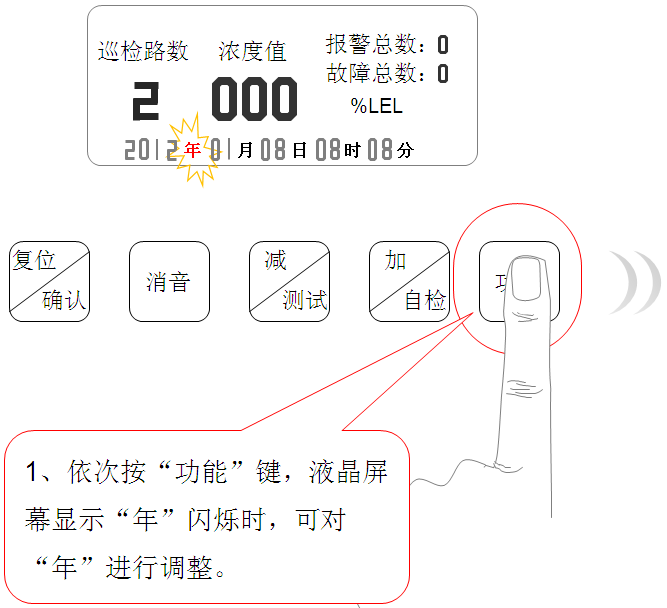 巡检路数 浓度值 报警总数：0
故障总数：0
2 000 %LEL
2012年01月08日08时08分
复位 确认
消音
减 测试
加 自检
1、依次按“功能”键，液晶屏
幕显示“年”闪烁时，可对
“年”进行调整。